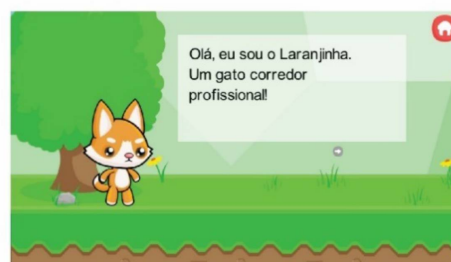 Olá, eu sou o Laranjinha.
Um gato corredor
profissional!